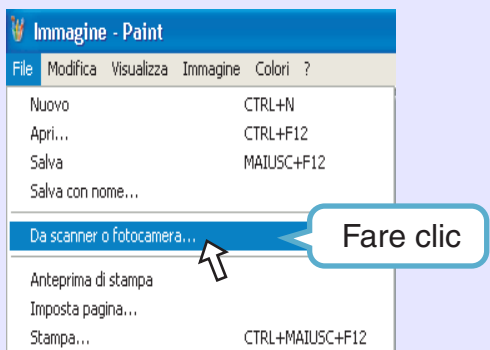 Immagine - Paint
File Modifica Visualizza Immagine Colori ?
Nuovo CTRL+N
Apri... CTRL+F12
Salva MAIUSC+F12
Salva con nome...
Da scanner o fotocamera...
Fare clic
Anteprima di stampa
Imposta pagina...
Stampa... CTRL+MAIUSC+F12